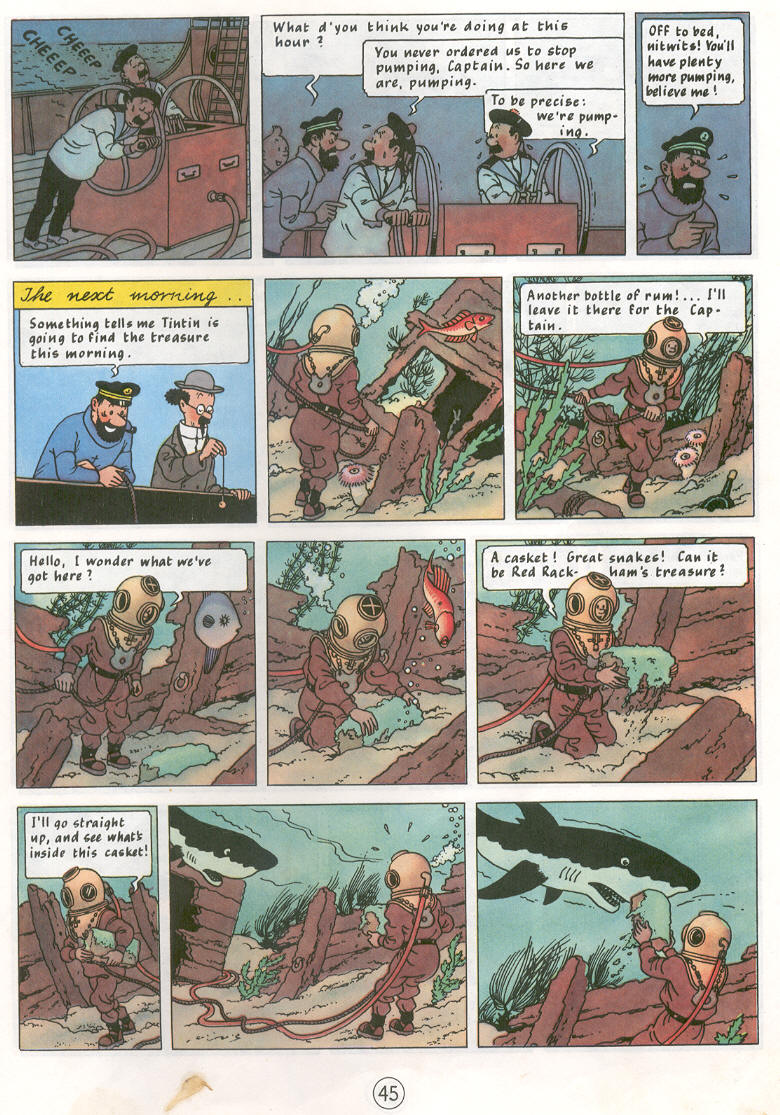 CHEEEP
CHEEEP
What d'you think you're doing at this
hour?
You never ordered us to stop
pumping, Captain. So here we
are, pumping.
To be precise:
we're pump-
ing.
OFF to bed,
nitwits! You'll
have plenty
more pumping,
believe me!
The next morning ..
Something tells me Tintin is
going to find the treasure
this morning.
Another bottle of rum!... I'll
leave it there for the Cap-
tain.
Hello, I wonder what we've
got here?
A casket! Great snakes! Can it
be Red Rack- ham's treasure?
I'll go straight
up, and see what's
inside this casket!
45